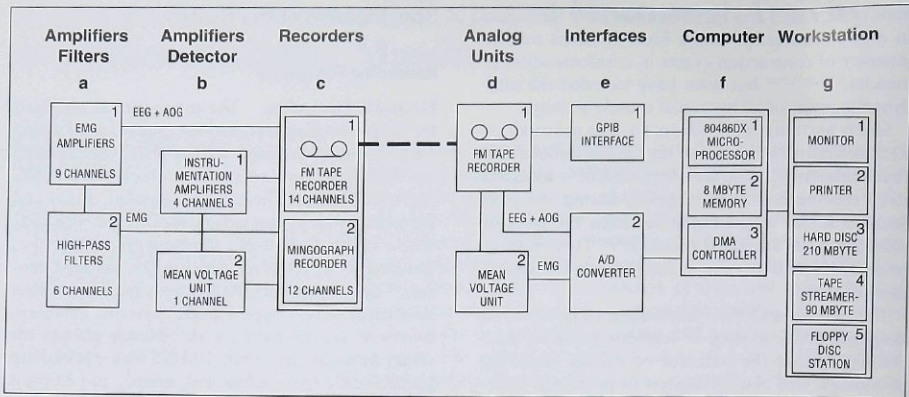 Amplifiers
Filters
Amplifiers
Detector
Recorders
Analog
Units
Interfaces
Computer
Workstation
a
b
c
d
e
f
g
1
EMG
AMPLIFIERS
9 CHANNELS
EEG + AOG
2
HIGH-PASS
FILTERS
6 CHANNELS
EMG
1
INSTRU-
MENTATION
AMPLIFIERS
4 CHANNELS
2
MEAN VOLTAGE
UNIT
1 CHANNEL
1
FM TAPE
RECORDER
14 CHANNELS
2
MINGOGRAPH
RECORDER
12 CHANNELS
1
FM TAPE
RECORDER
EEG + AOG
2
MEAN
VOLTAGE
UNIT
EMG
1
GPIB
INTERFACE
2
A/D
CONVERTER
1
80486DX
MICRO-
PROCESSOR
2
8 MBYTE
MEMORY
3
DMA
CONTROLLER
1
MONITOR
2
PRINTER
3
HARD DISC
210 MBYTE
4
TAPE
STREAMER-
90 MBYTE
5
FLOPPY
DISC
STATION